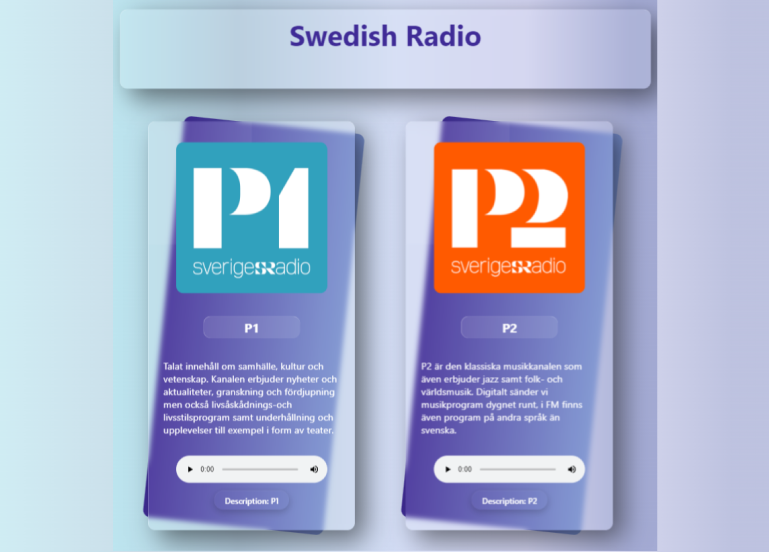 Swedish Radio
P1
sverigesSRadio
P1
Talat innehåll om samhälle, kultur och
vetenskap. Kanalen erbjuder nyheter och
aktualiteter, granskning och fördjupning
men också livsåskådnings-och
livsstilsprogram samt underhållning och
upplevelser till exempel i form av teater.
0:00
Description: P1
P2
sverigesSRadio
P2
P2 är den klassiska musikkanalen som
även erbjuder jazz samt folk- och
världsmusik. Digitalt sänder vi
musikprogram dygnet runt, i FM finns
även program på andra språk än
svenska.
0:00
Description: P2